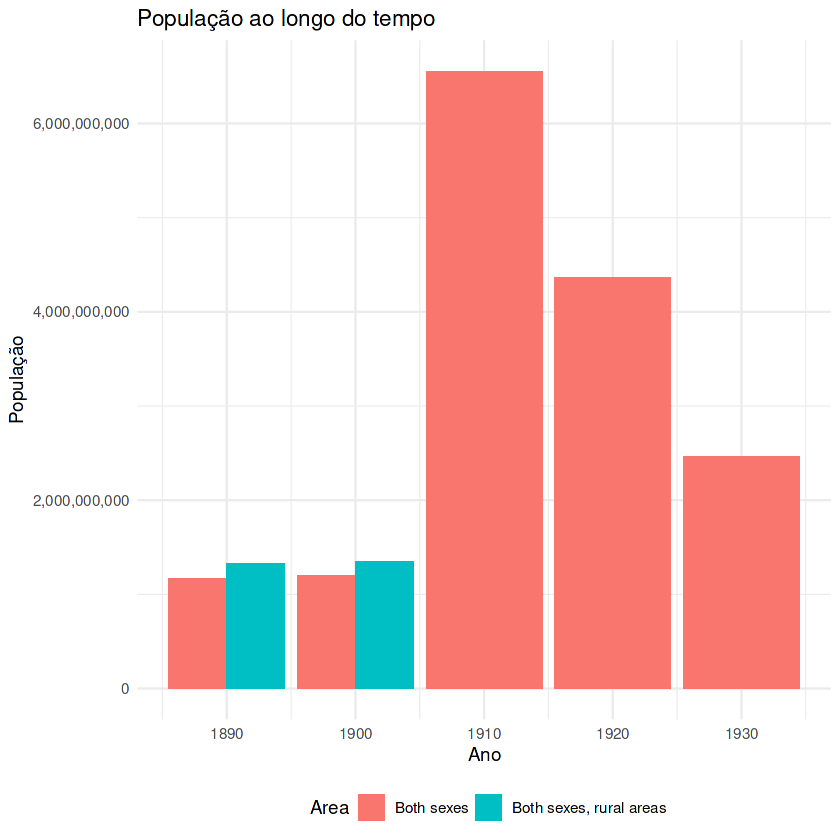 População ao longo do tempo
6,000,000,000
4,000,000,000
2,000,000,000
0
População
1890 1900 1910 1920 1930
Ano
Area Both sexes Both sexes, rural areas